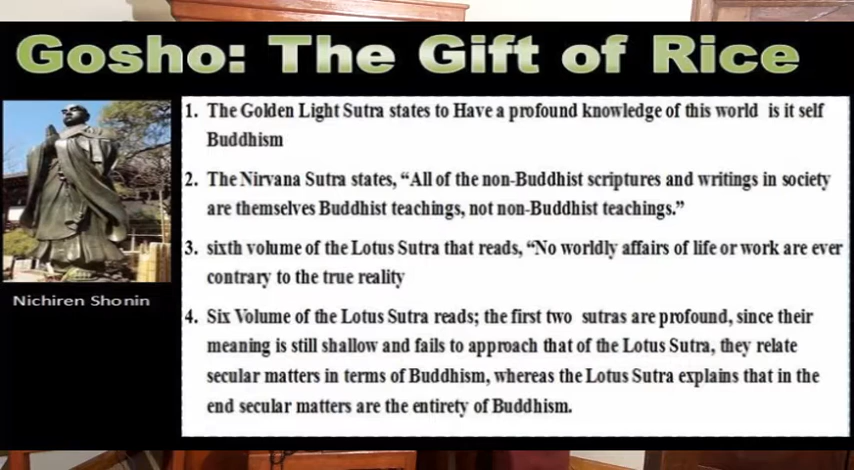 Gosho: The Gift of Rice
1. The Golden Light Sutra states to Have a profound knowledge of this world is it self
Buddhism
2. The Nirvana Sutra states, “All of the non-Buddhist scriptures and writings in society
are themselves Buddhist teachings, not non-Buddhist teachings.”
3. sixth volume of the Lotus Sutra that reads, “No worldly affairs of life or work are ever
contrary to the true reality
Nichiren Shonin
4. Six Volume of the Lotus Sutra reads; the first two sutras are profound, since their
meaning is still shallow and fails to approach that of the Lotus Sutra, they relate
secular matters in terms of Buddhism, whereas the Lotus Sutra explains that in the
end secular matters are the entirety of Buddhism.